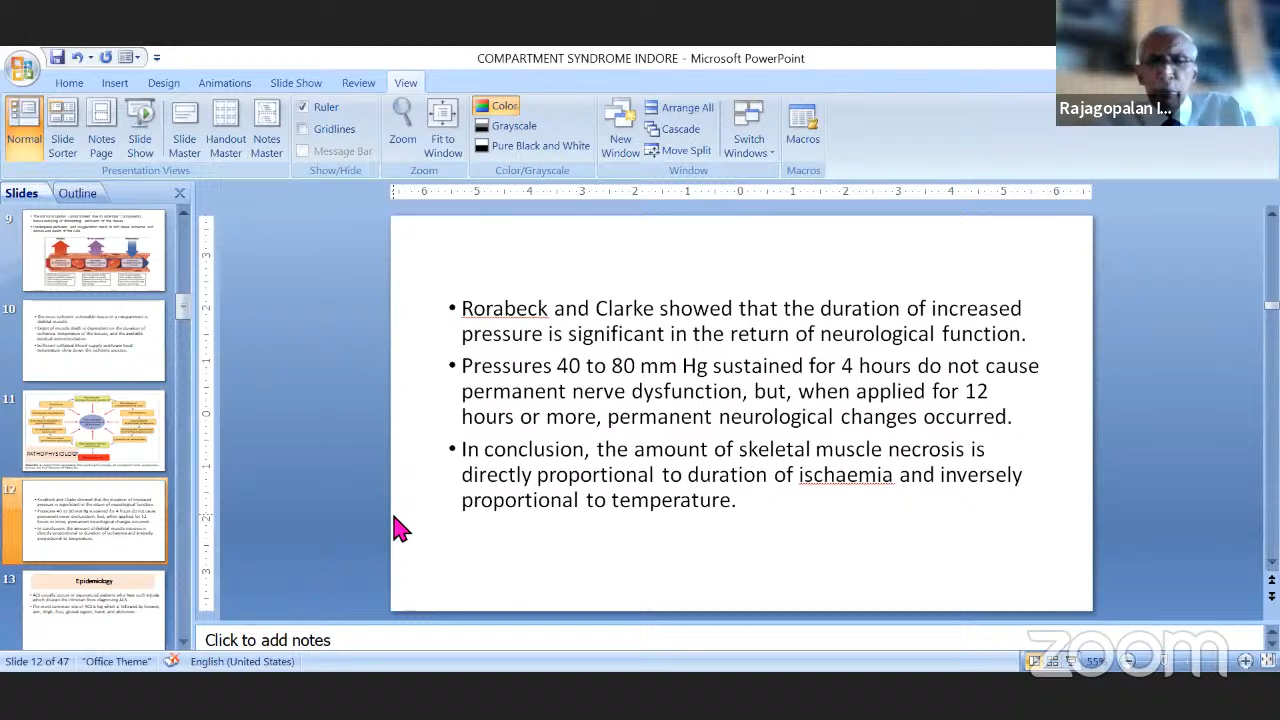 COMPARTMENT SYNDROME INDORE - Microsoft PowerPoint
Rajagopalan I...
Home Insert Design Animations Slide Show Review View
Normal
Slide Sorter
Notes Page
Slide Show
Slide Master
Handout Master
Notes Master
Presentation Views
Ruler
Gridlines
Message Bar
Show/Hide
Zoom
Fit to Window
Zoom
Color
Grayscale
Pure Black and White
Color/Grayscale
New Window
Arrange All
Cascade
Move Split
Switch Windows
Window
Macros
Macros
Slides Outline
9
10
11
PATHOPHYSIOLOGY
12
13
Epidemiology
• Rorabeck and Clarke showed that the duration of increased
pressure is significant in the return of neurological function.
• Pressures 40 to 80 mm Hg sustained for 4 hours do not cause
permanent nerve dysfunction, but, when applied for 12
hours or more, permanent neurological changes occurred.
• In conclusion, the amount of skeletal muscle necrosis is
directly proportional to duration of ischaemia and inversely
proportional to temperature.
Click to add notes
Slide 12 of 47 "Office Theme" English (United States) 55%
zoom